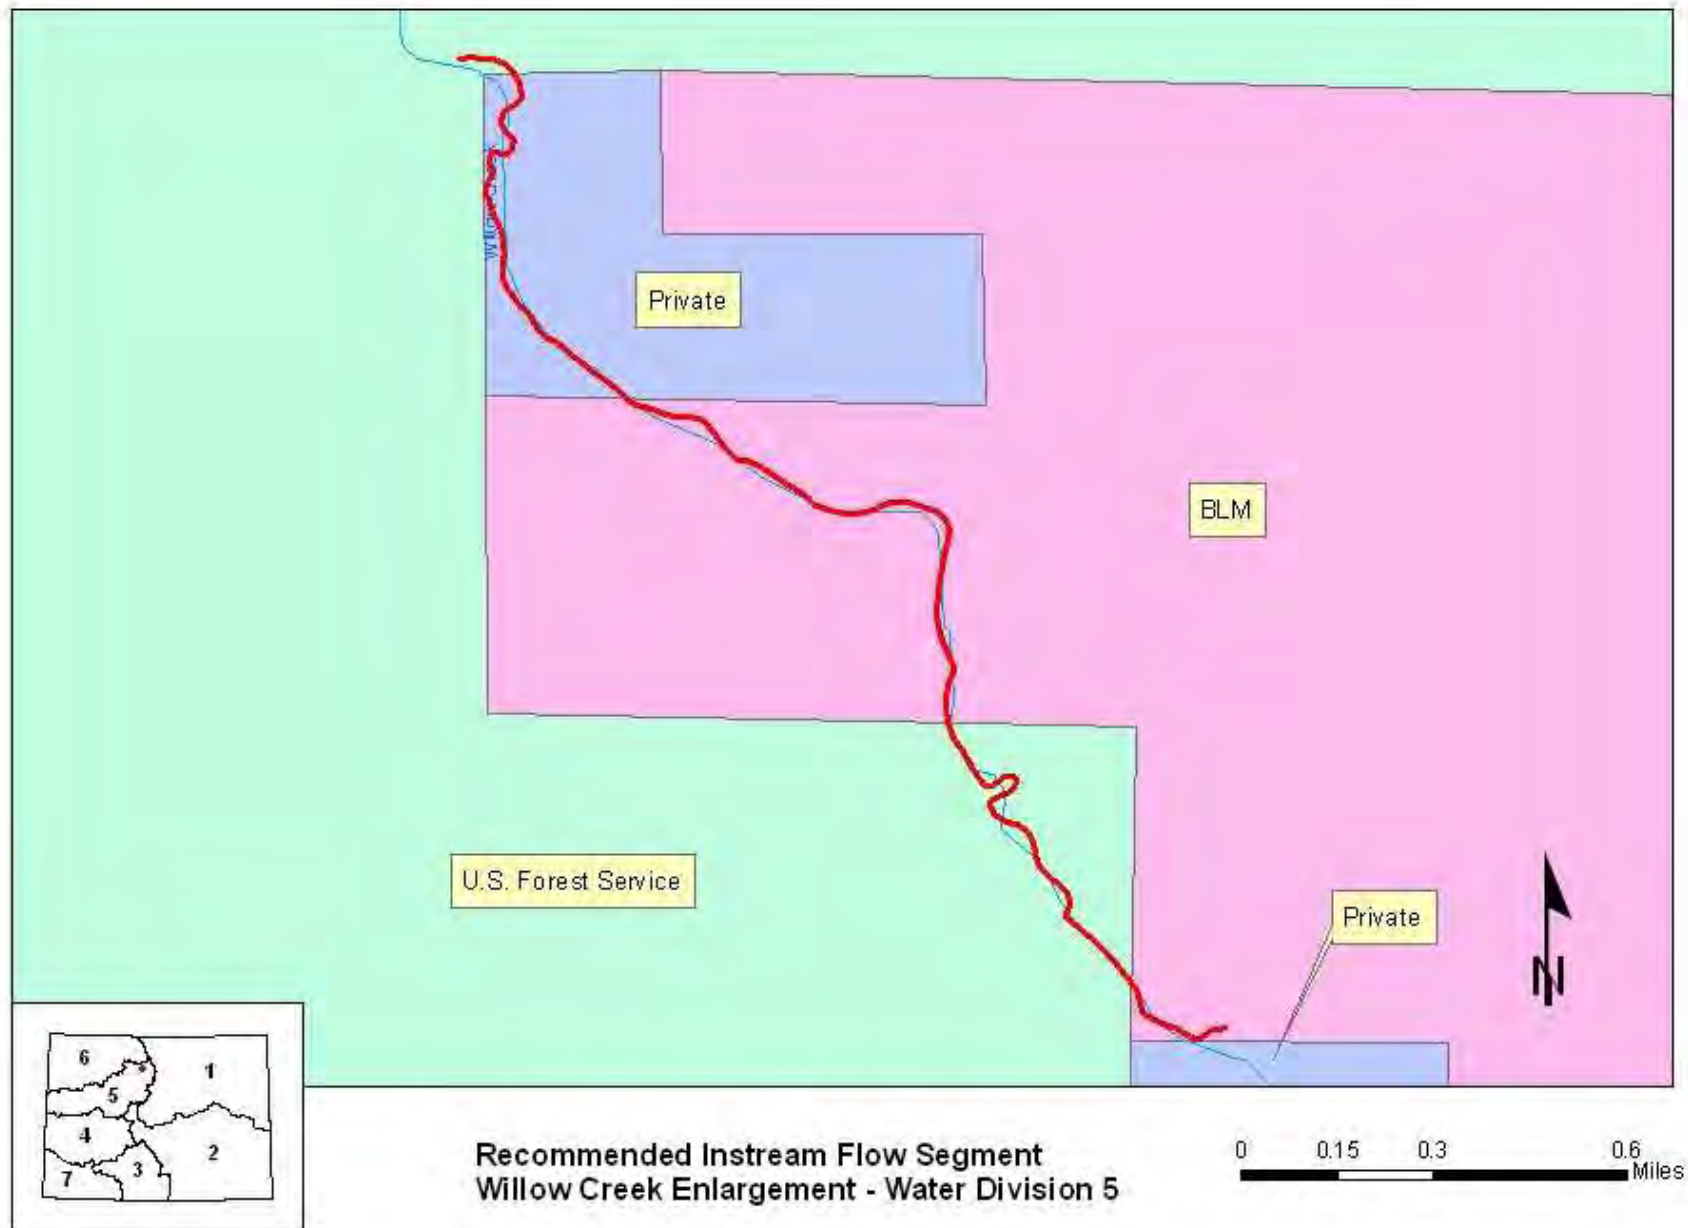 Private
BLM
U.S. Forest Service
Private
N
6
1
5
4
2
3
7
Recommended Instream Flow Segment
Willow Creek Enlargement - Water Division 5
0 0.15 0.3 0.6
Miles